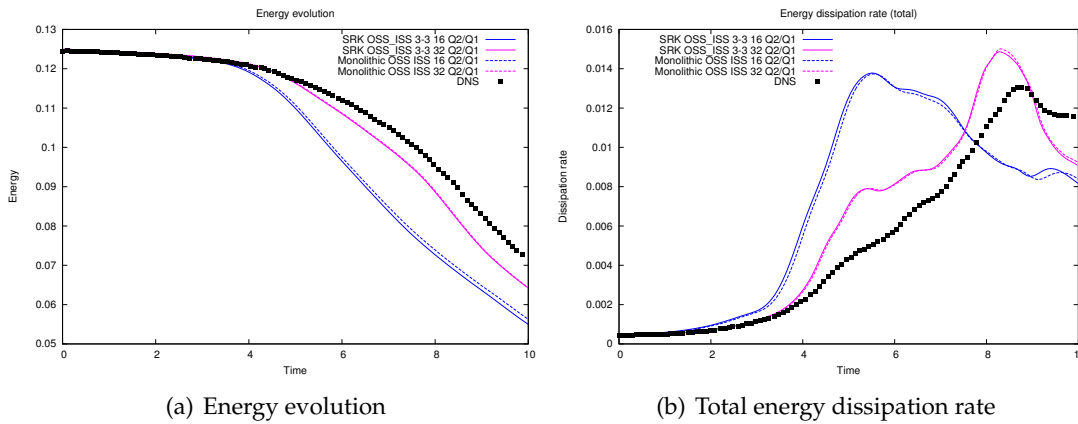 Energy evolution
0.13
0.12
0.11
0.1
0.09
0.08
0.07
0.06
0.05
Energy
SRK OSS_ISS 3-3 16 Q2/Q1
SRK OSS_ISS 3-3 32 Q2/Q1
Monolithic OSS ISS 16 Q2/Q1
Monolithic OSS ISS 32 Q2/Q1
DNS
0 2 4 6 8 10
Time
(a) Energy evolution
Energy dissipation rate (total)
0.016
0.014
0.012
0.01
0.008
0.006
0.004
0.002
0
Dissipation rate
SRK OSS_ISS 3-3 16 Q2/Q1
SRK OSS_ISS 3-3 32 Q2/Q1
Monolithic OSS ISS 16 Q2/Q1
Monolithic OSS ISS 32 Q2/Q1
DNS
0 2 4 6 8 10
Time
(b) Total energy dissipation rate